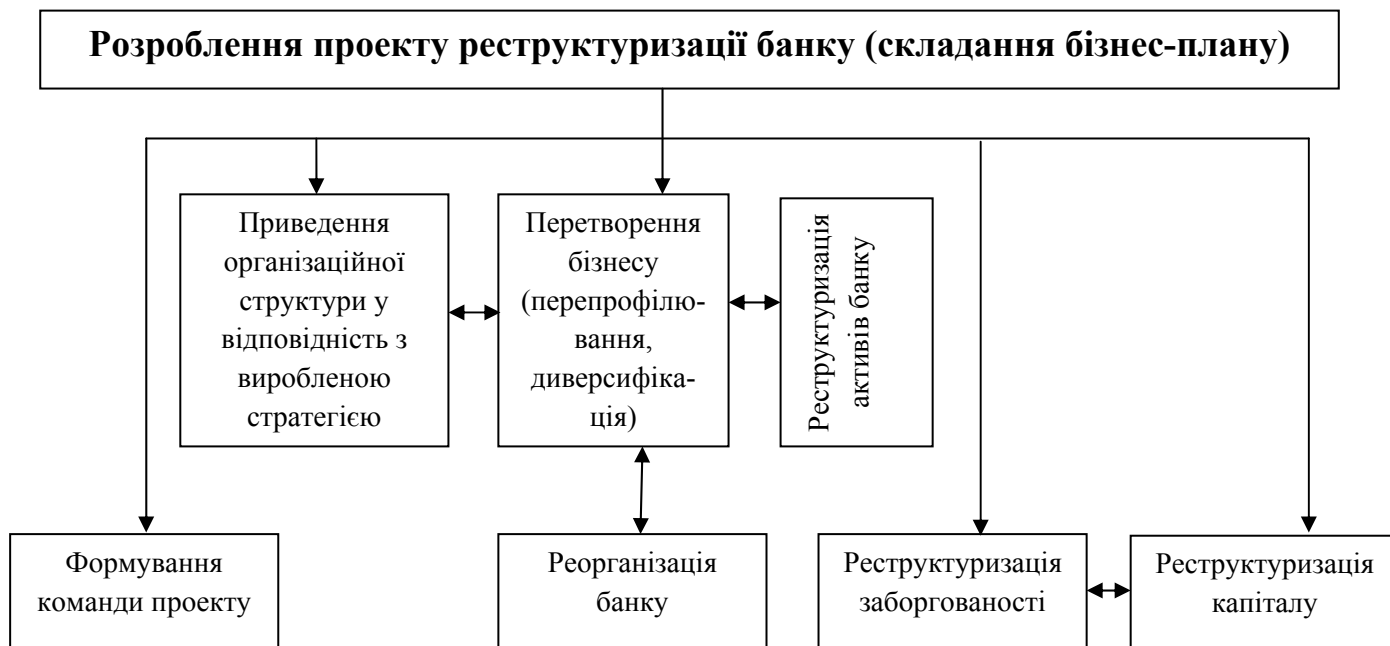 Розроблення проекту реструктуризації банку (складання бізнес-плану)
Приведення
організаційної
структури у
відповідність з
виробленою
стратегією
Перетворення
бізнесу
(перепрофілю-
вання,
диверсифіка-
ція)
Реструктуризація
активів банку
Формування
команди проекту
Реорганізація
банку
Реструктуризація
заборгованості
Реструктуризація
капіталу